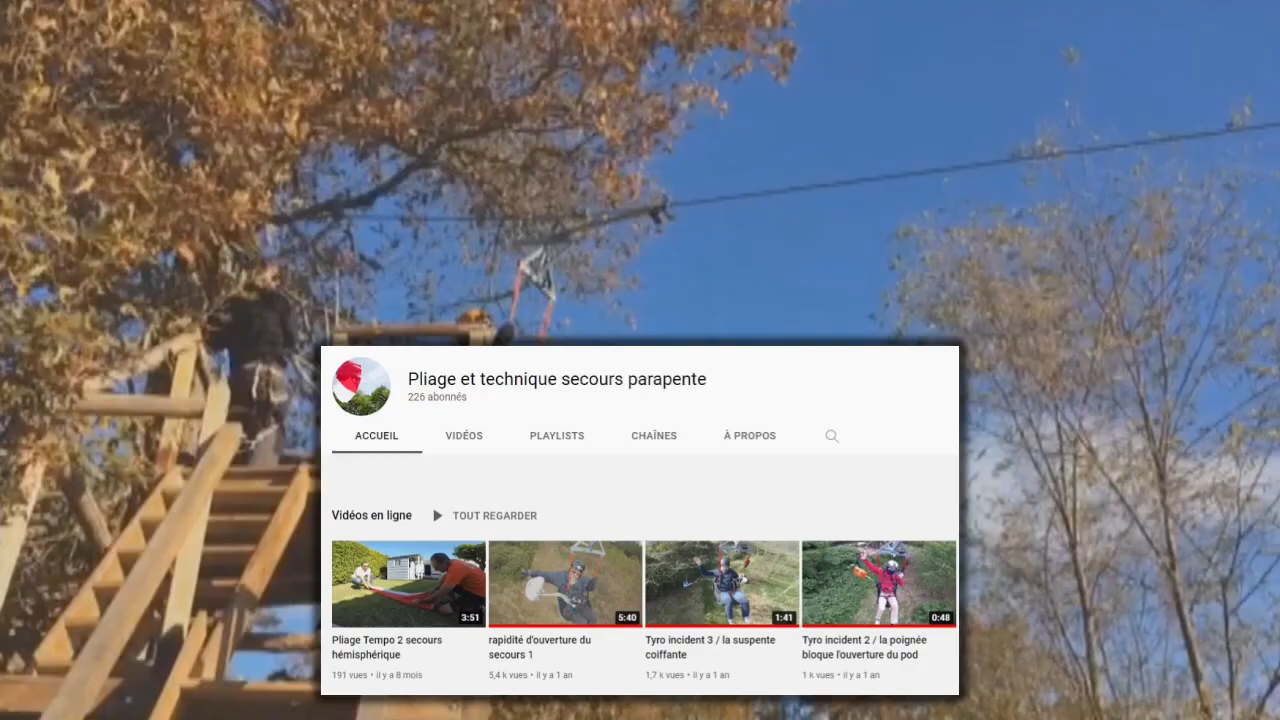 Pliage et technique secours parapente
226 abonnés
ACCUEIL VIDÉOS PLAYLISTS CHAÎNES À PROPOS
Vidéos en ligne TOUT REGARDER
3:51 5:40 1:41 0:48
Pliage Tempo 2 secours
hémisphérique
191 vues • il y a 8 mois
rapidité d'ouverture du
secours 1
5,4 k vues • il y a 1 an
Tyro incident 3 / la suspente
coiffante
1,7 k vues • il y a 1 an
Tyro incident 2 / la poignée
bloque l'ouverture du pod
1 k vues • il y a 1 an